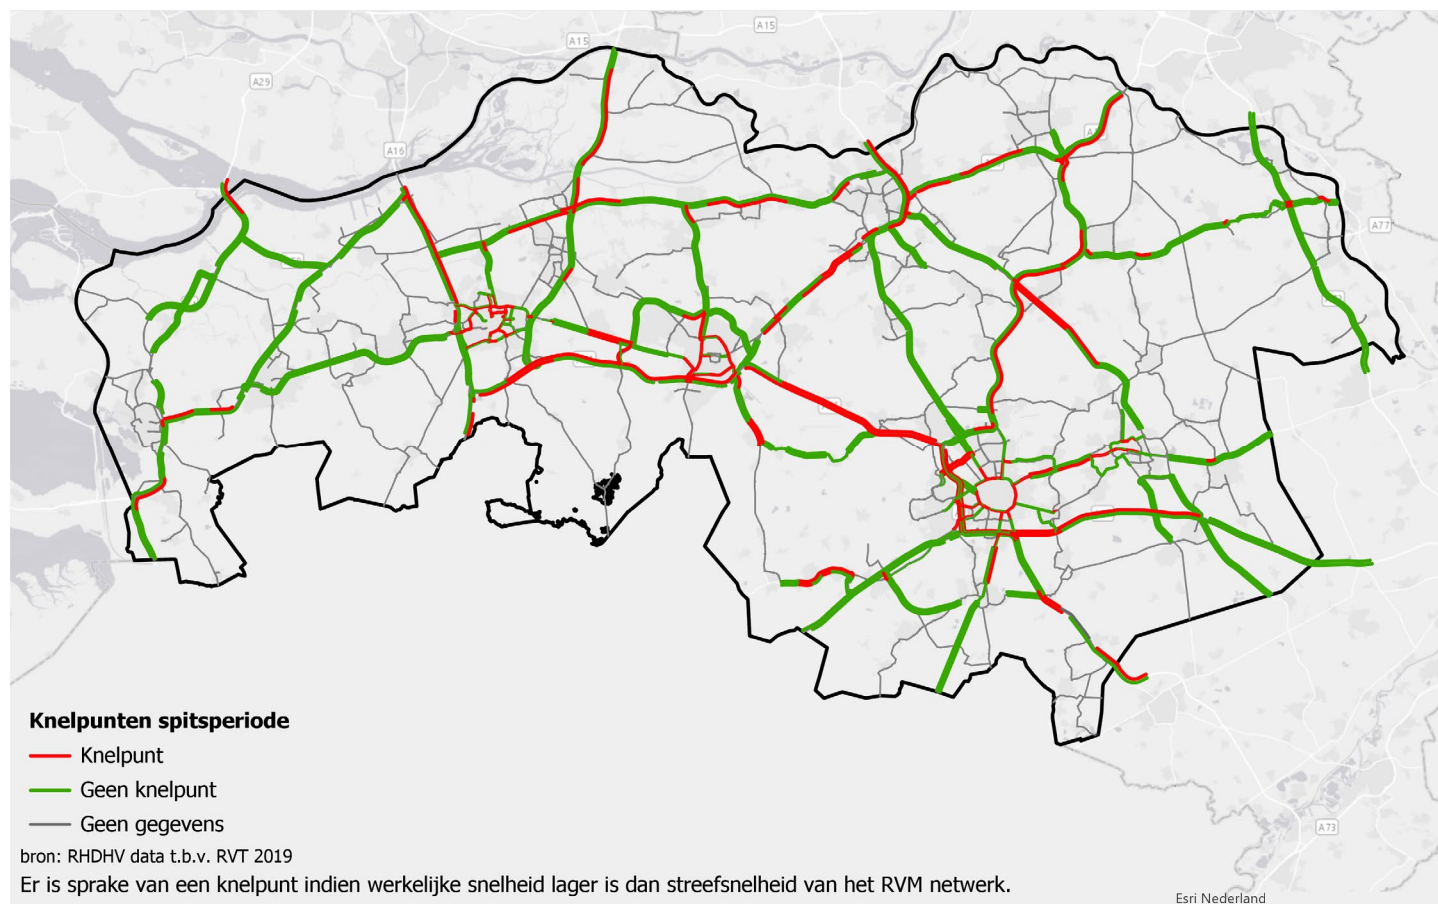 A15
A15
A29
A16
A77
Knelpunten spitsperiode
Knelpunt
Geen knelpunt
Geen gegevens
bron: RHDHV data t.b.v. RVT 2019
A73
Er is sprake van een knelpunt indien werkelijke snelheid lager is dan streefsnelheid van het RVM netwerk.
Esri Nederland